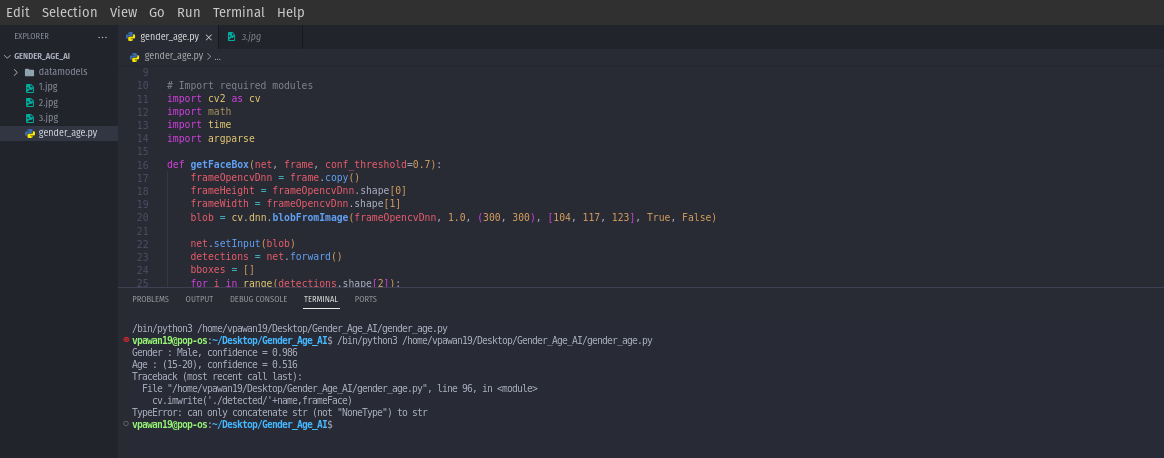 Edit Selection View Go Run Terminal Help
EXPLORER ...
gender_age.py × 3.jpg
GENDER_AGE_AI
gender_age.py > ...
datamodels
1.jpg
2.jpg
3.jpg
gender_age.py
9
10 # Import required modules
11 import cv2 as cv
12 import math
13 import time
14 import argparse
15
16 def getFaceBox(net, frame, conf_threshold=0.7):
17     frameOpencvDnn = frame.copy()
18     frameHeight = frameOpencvDnn.shape[0]
19     frameWidth = frameOpencvDnn.shape[1]
20     blob = cv.dnn.blobFromImage(frameOpencvDnn, 1.0, (300, 300), [104, 117, 123], True, False)
21
22     net.setInput(blob)
23     detections = net.forward()
24     bboxes = []
25     for i in range(detections.shape[2]):
PROBLEMS OUTPUT DEBUG CONSOLE TERMINAL PORTS
/bin/python3 /home/vpawan19/Desktop/Gender_Age_AI/gender_age.py
vpawan19@pop-os:~/Desktop/Gender_Age_AI$ /bin/python3 /home/vpawan19/Desktop/Gender_Age_AI/gender_age.py
Gender : Male, confidence = 0.986
Age : (15-20), confidence = 0.516
Traceback (most recent call last):
  File "/home/vpawan19/Desktop/Gender_Age_AI/gender_age.py", line 96, in <module>
    cv.imwrite('./detected/'+name,frameFace)
TypeError: can only concatenate str (not "NoneType") to str
vpawan19@pop-os:~/Desktop/Gender_Age_AI$